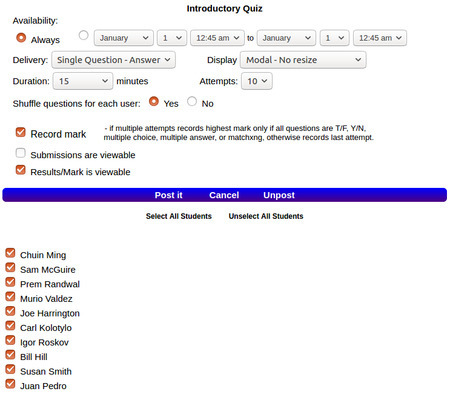 Introductory Quiz
Availability:
Always January 1 12:45 am to January 1 12:45 am
Delivery: Single Question - Answer Display Modal - No resize
Duration: 15 minutes Attempts: 10
Shuffle questions for each user: Yes No
Record mark - if multiple attempts records highest mark only if all questions are T/F, Y/N,
multiple choice, multiple answer, or matchxng, otherwise records last attempt.
Submissions are viewable
Results/Mark is viewable
Post it Cancel Unpost
Select All Students Unselect All Students
Chuin Ming
Sam McGuire
Prem Randwal
Murio Valdez
Joe Harrington
Carl Kolotylo
Igor Roskov
Bill Hill
Susan Smith
Juan Pedro